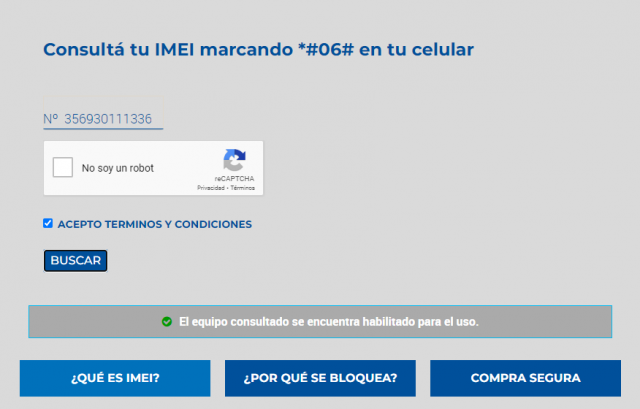 Consultá tu IMEI marcando *#06# en tu celular
Nº 356930111336
No soy un robot
reCAPTCHA
Privacidad • Términos
ACEPTO TERMINOS Y CONDICIONES
BUSCAR
El equipo consultado se encuentra habilitado para el uso.
¿QUÉ ES IMEI?
¿POR QUÉ SE BLOQUEA?
COMPRA SEGURA